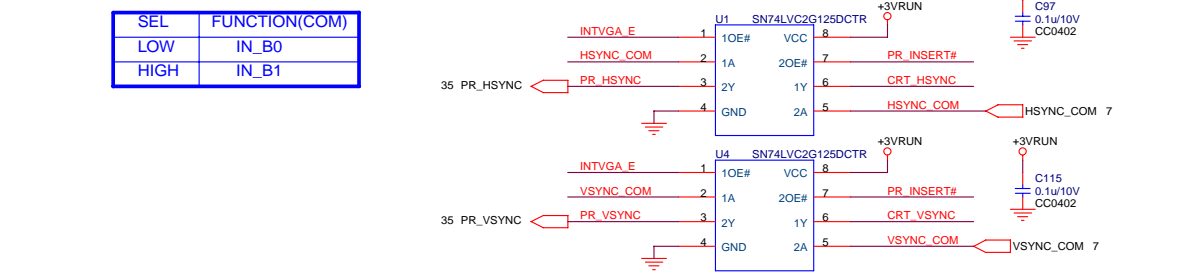 SEL FUNCTION(COM)
LOW IN_B0
HIGH IN_B1
+3VRUN
C97
0.1u/10V
CC0402
U1 SN74LVC2G125DCTR
INTVGA_E 1 1OE# VCC 8
HSYNC_COM 2 1A 2OE# 7 PR_INSERT#
35 PR_HSYNC PR_HSYNC 3 2Y 1Y 6 CRT_HSYNC
4 GND 2A 5 HSYNC_COM HSYNC_COM 7
+3VRUN +3VRUN
U4 SN74LVC2G125DCTR
INTVGA_E 1 1OE# VCC 8
C115
0.1u/10V
CC0402
VSYNC_COM 2 1A 2OE# 7 PR_INSERT#
35 PR_VSYNC PR_VSYNC 3 2Y 1Y 6 CRT_VSYNC
4 GND 2A 5 VSYNC_COM VSYNC_COM 7